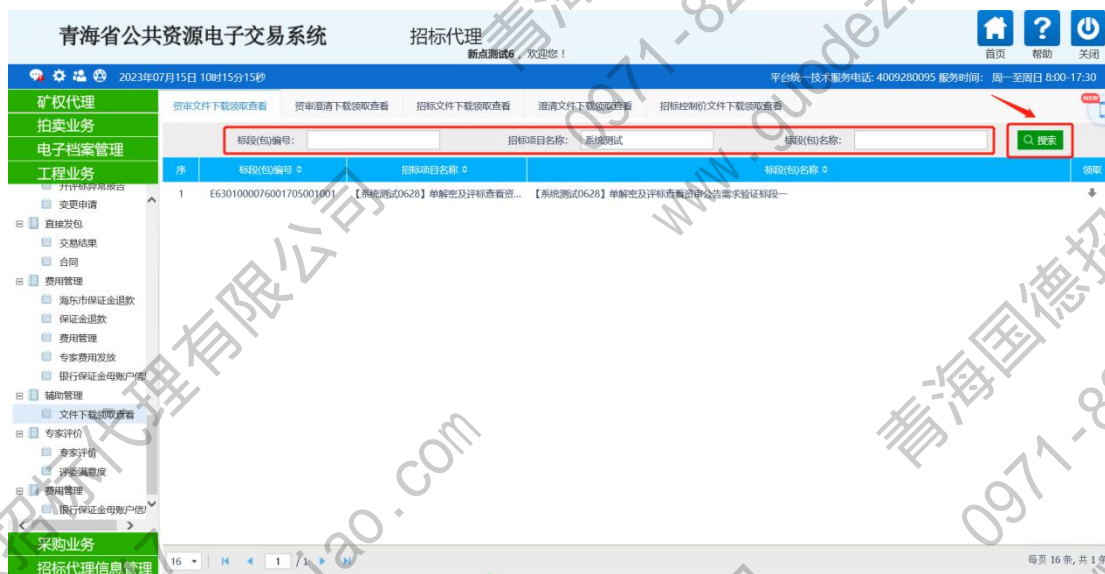 青海省公共资源电子交易系统
招标代理
新点测试6，欢迎您！
首页 帮助 关闭
2023年07月15日 10时15分15秒
平台统一技术服务电话: 4009280095 服务时间: 周一至周日 8:00-17:30
矿权代理
拍卖业务
电子档案管理
工程业务
开评标异常报告
变更申请
直接发包
交易结果
合同
费用管理
海东市保证金退款
保证金退款
费用管理
专家费用发放
银行保证金母账户信
辅助管理
文件下载领取查看
专家评价
专家评价
评委满意度
费用管理
银行保证金母账户信
采购业务
招标代理信息管理
资审文件下载领取查看 资审澄清下载领取查看 招标文件下载领取查看 澄清文件下载领取查看 招标控制价文件下载领取查看
NEW
标段(包)编号: 招标项目名称: 系统测试 标段(包)名称: 搜索
序 标段(包)编号 招标项目名称 标段(包)名称 领取
1 E6301000076001705001001 【系统测试0628】单解密及评标查看资... 【系统测试0628】单解密及评标查看资审公告需求验证标段一
16 1 /1 每页 16 条, 共 1
青海国德招
招标代理有限公
0971-82
www.guodezhao
iao.com